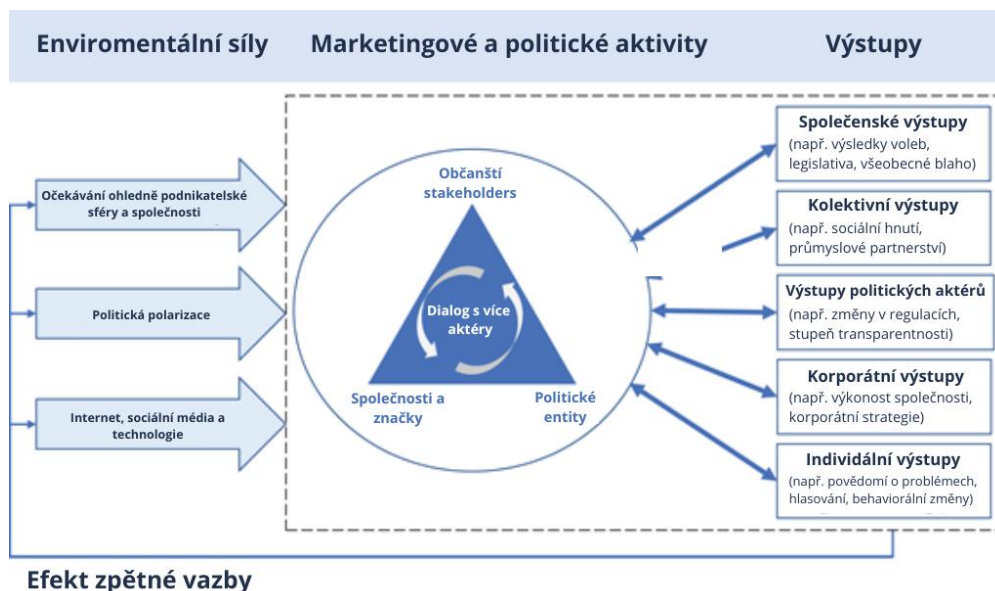 Enviromentální síly
Marketingové a politické aktivity
Výstupy
Očekávání ohledně podnikatelské
sféry a společnosti
Politická polarizace
Internet, sociální média a
technologie
Občanští
stakeholders
Dialog s více
aktéry
Společnosti a
značky
Politické
entity
Společenské výstupy
(např. výsledky voleb,
legislativa, všeobecné blaho)
Kolektivní výstupy
(např. sociální hnutí,
průmyslové partnerství)
Výstupy politických aktérů
(např. změny v regulacích,
stupeň transparentnosti)
Korporátní výstupy
(např. výkonost společnosti,
korporátní strategie)
Individální výstupy
(např. povědomí o problémech,
hlasování, behaviorální změny)
Efekt zpětné vazby